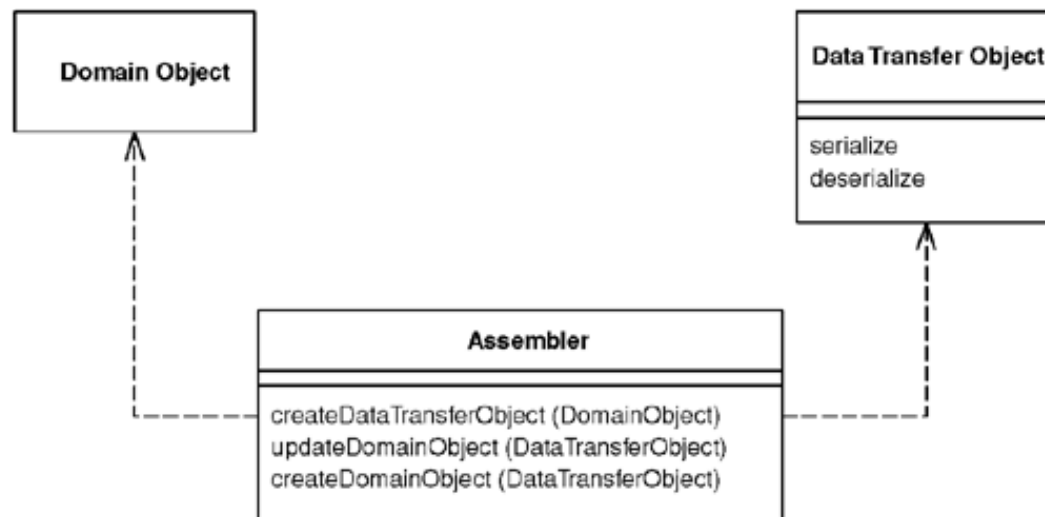 Domain Object
Data Transfer Object
serialize
deserialize
Assembler
createDataTransferObject (DomainObject)
updateDomainObject (DataTransferObject)
createDomainObject (DataTransferObject)